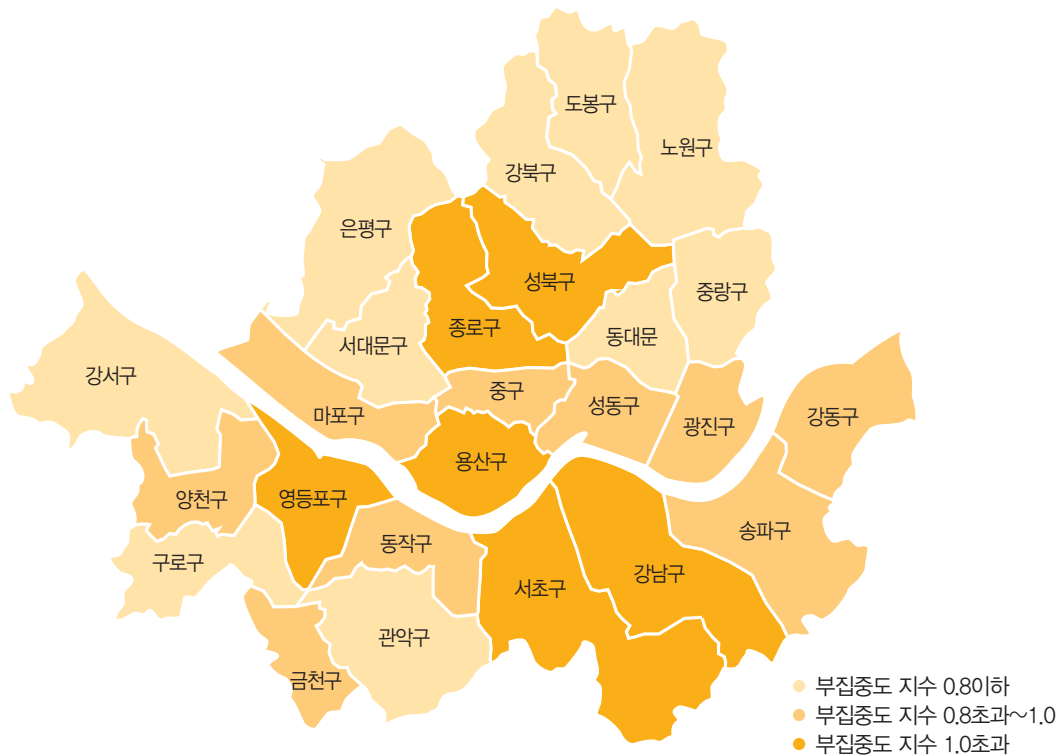 도봉구
노원구
강북구
은평구
성북구
중랑구
종로구
동대문
서대문구
강서구
중구
성동구
마포구
광진구
강동구
용산구
양천구
영등포구
송파구
동작구
구로구
강남구
서초구
관악구
금천구
부집중도 지수 0.8이하
부집중도 지수 0.8초과~1.0
부집중도 지수 1.0초과